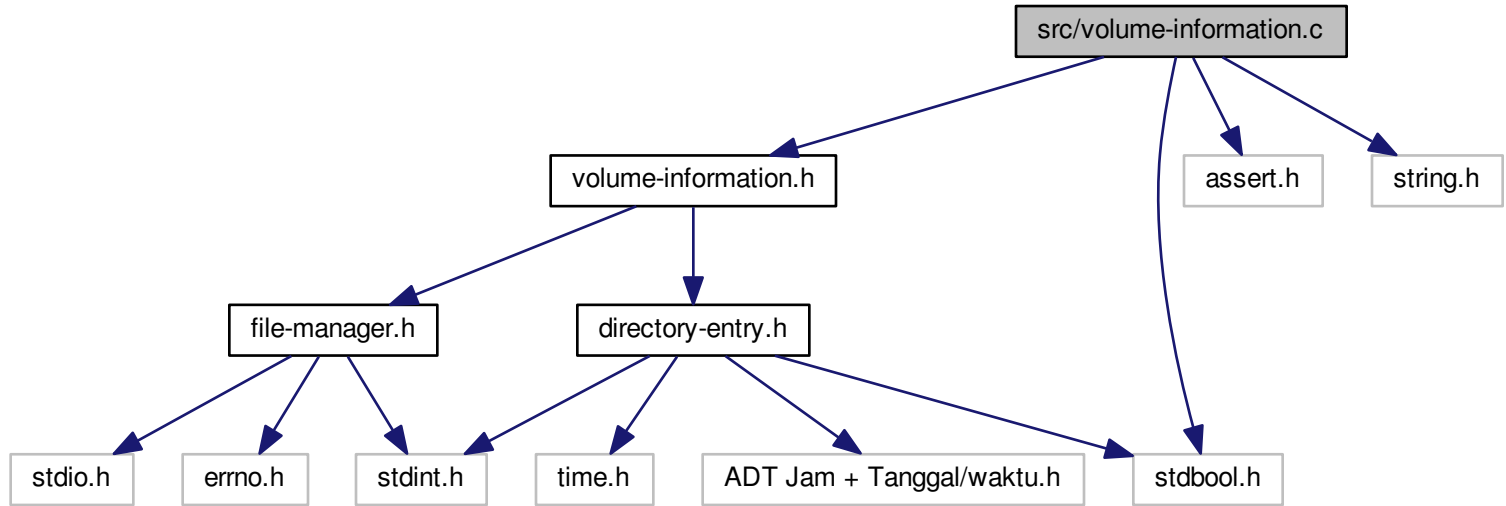 src/volume-information.c
volume-information.h
assert.h
string.h
file-manager.h
directory-entry.h
stdio.h
errno.h
stdint.h
time.h
ADT Jam + Tanggal/waktu.h
stdbool.h